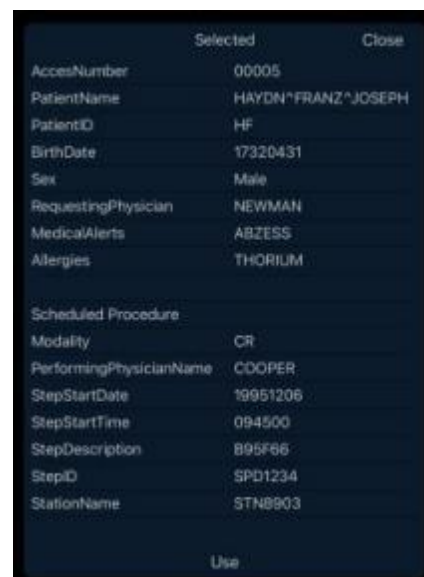 Selected Close
AccesNumber 00005
PatientName HAYDN^FRANZ^JOSEPH
PatientID HF
BirthDate 17320431
Sex Male
RequestingPhysician NEWMAN
MedicalAlerts ABZESS
Allergies THORIUM
Scheduled Procedure
Modality CR
PerformingPhysicianName COOPER
StepStartDate 19951206
StepStartTime 094500
StepDescription B95F66
StepID SPD1234
StationName STN8903
Use